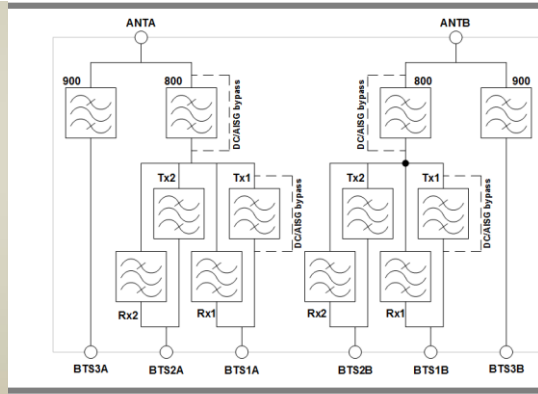 ANTA ANTB
900 800 DC/AISG bypass DC/AISG bypass 800 900
Tx2 Tx1 DC/AISG bypass Tx2 Tx1 DC/AISG bypass
Rx2 Rx1 Rx2 Rx1
BTS3A BTS2A BTS1A BTS2B BTS1B BTS3B